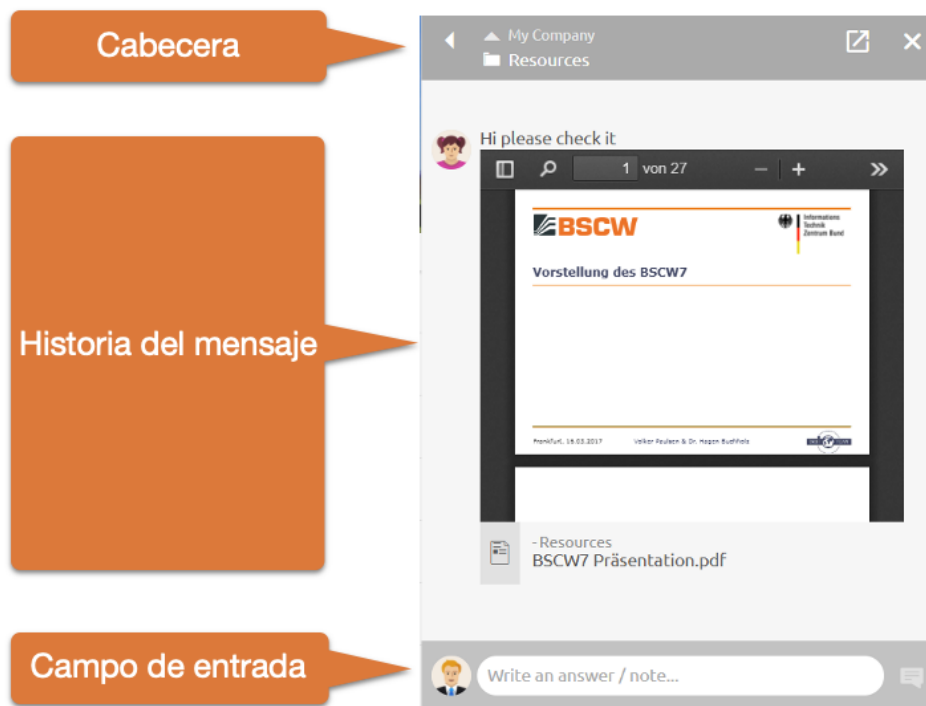 Cabecera
My Company
Resources
Hi please check it
1 von 27
BSCW
Informations
Technik
Zentrum Bund
Vorstellung des BSCW7
Historia del mensaje
Frankfurt, 16.03.2017 Volker Paulsen & Dr. Hagen Buchholz
- Resources
BSCW7 Präsentation.pdf
Campo de entrada
Write an answer / note...